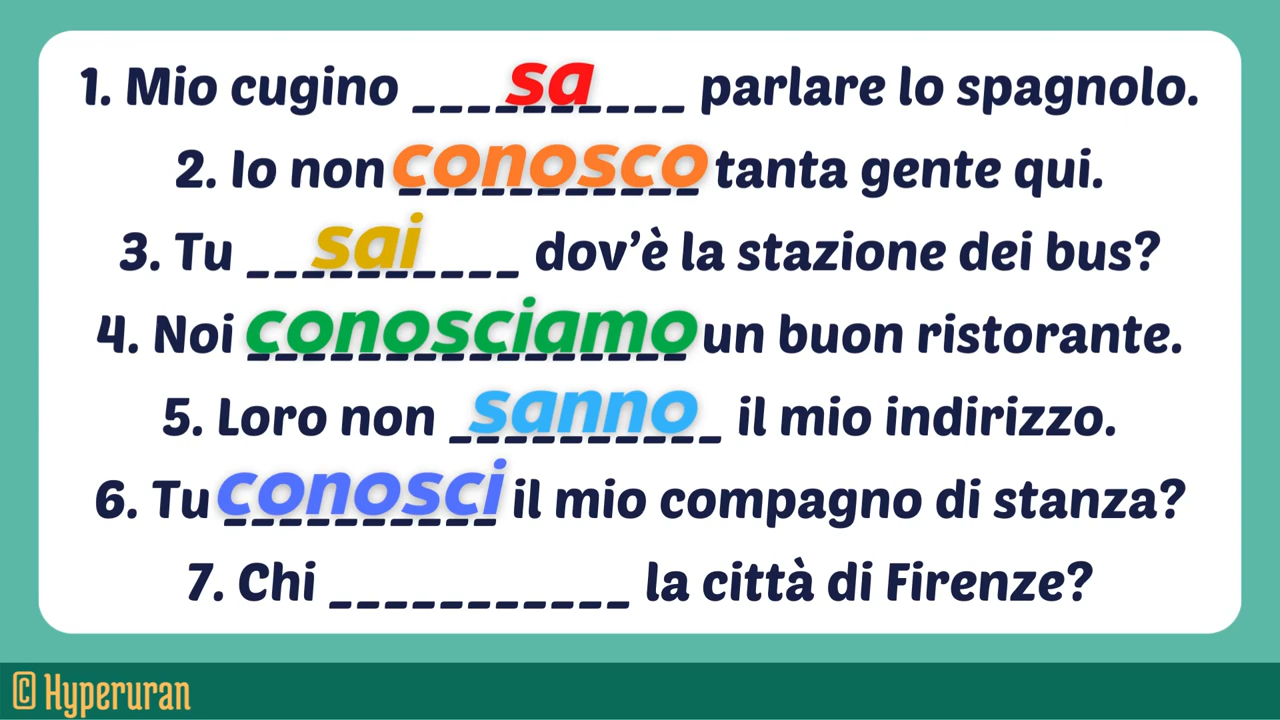 1. Mio cugino __________ sa parlare lo spagnolo.
2. Io non conosco tanta gente qui.
3. Tu sai dov’è la stazione dei bus?
4. Noi conosciamo un buon ristorante.
5. Loro non sanno il mio indirizzo.
6. Tu conosci il mio compagno di stanza?
7. Chi ___________ la città di Firenze?
© Hyperuran